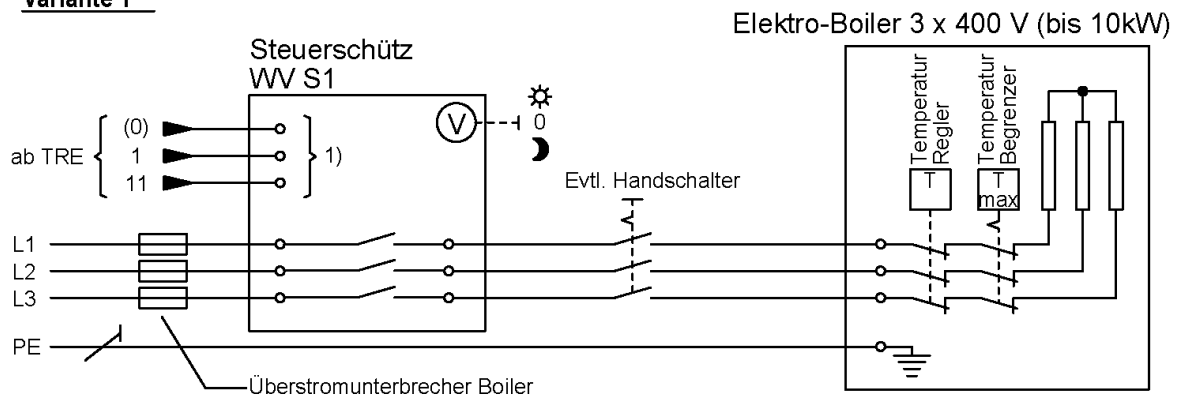 Variante 1
Elektro-Boiler 3 x 400 V (bis 10kW)
Steuerschütz
WV S1
V
0
(0)
ab TRE
1
1)
11
Evtl. Handschalter
Temperatur
Regler
Temperatur
Begrenzer
T
T
max
L1
L2
L3
PE
Überstromunterbrecher Boiler